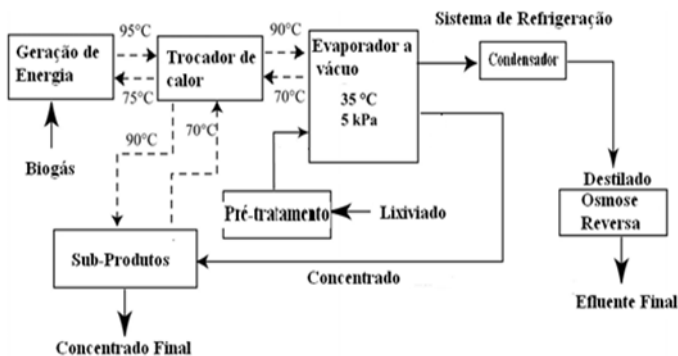 Sistema de Refrigeração
95°C
90°C
Geração de
Energia
Trocador de
calor
Evaporador a
vácuo
Condensador
75°C
70°C
35 °C
5 kPa
90°C
70°C
Biogás
Destilado
Pré-tratamento
Lixiviado
Osmose
Reversa
Sub-Produtos
Concentrado
Efluente Final
Concentrado Final